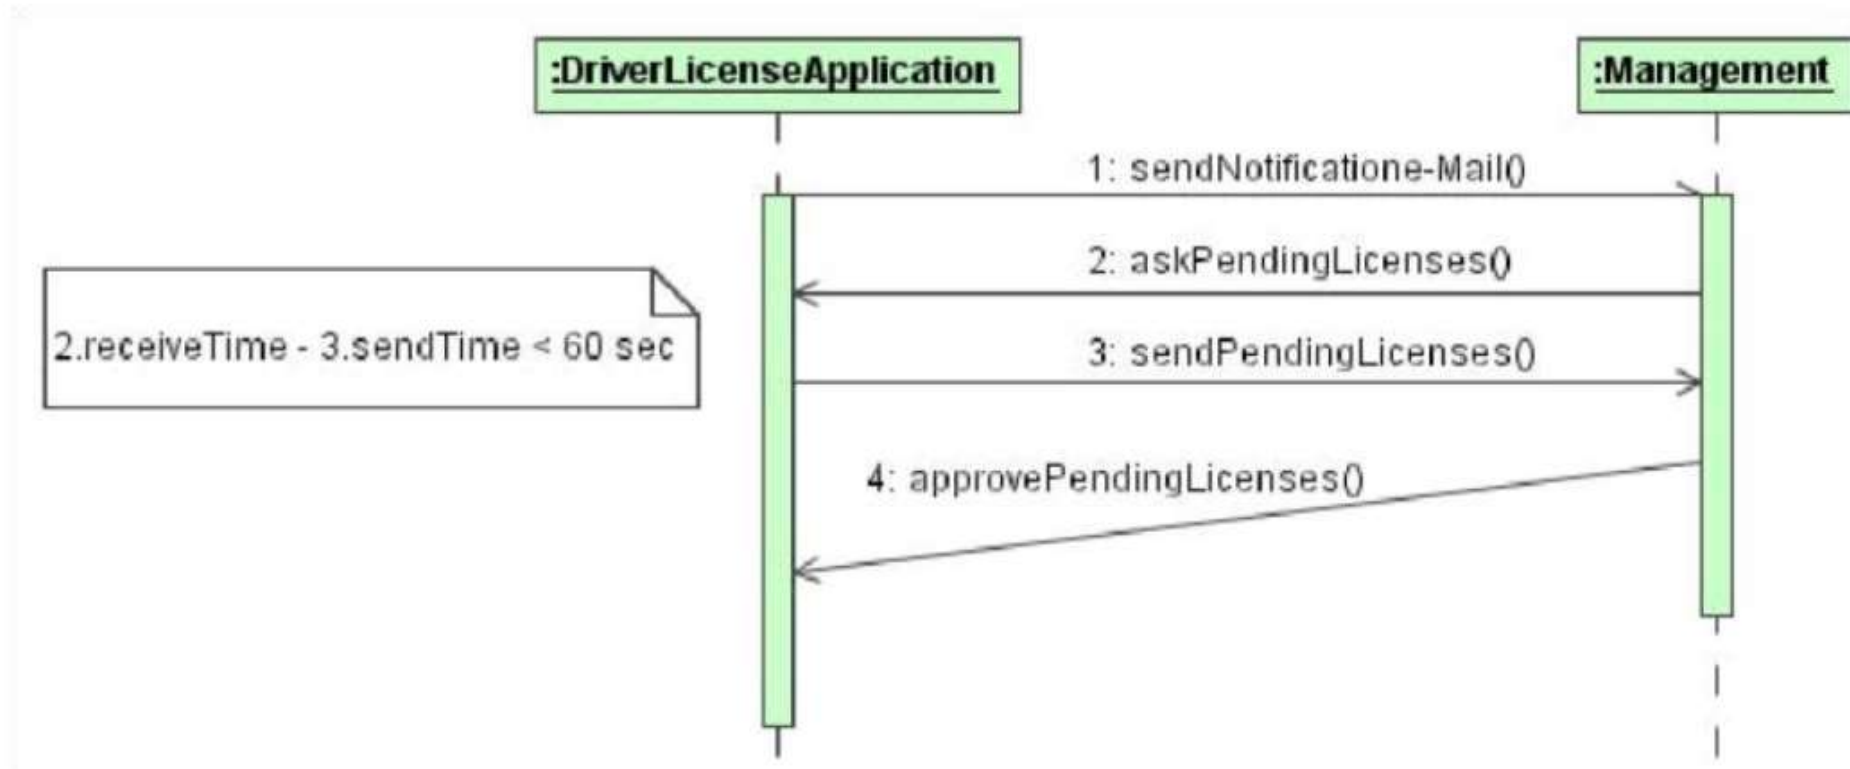 :DriverLicenseApplication
:Management
1: sendNotificatione-Mail()
2: askPendingLicenses()
2.receiveTime - 3.sendTime < 60 sec
3: sendPendingLicenses()
4: approvePendingLicenses()